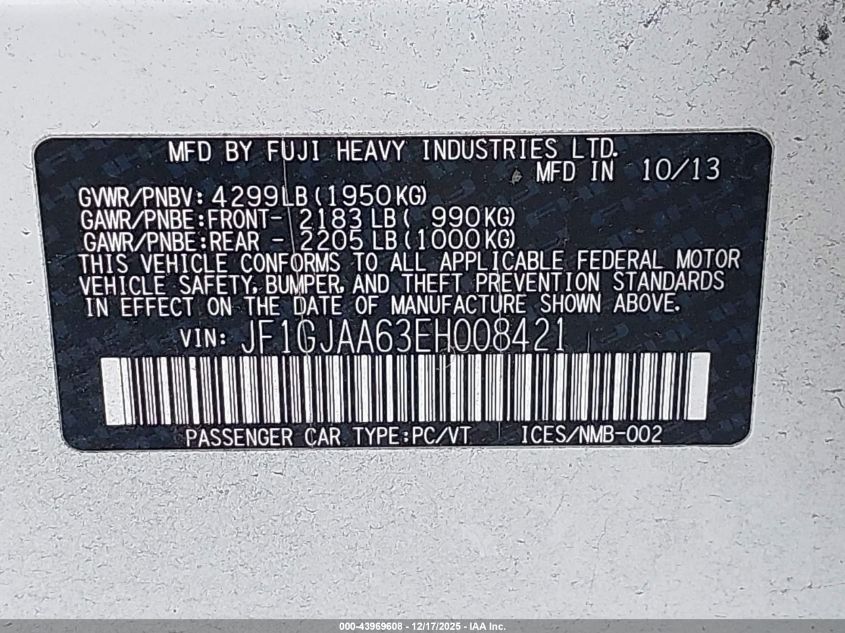 MFD BY FUJI HEAVY INDUSTRIES LTD.
MFD IN 10/13
GVWR/PNBV: 4299LB(1950KG)
GAWR/PNBE:FRONT- 2183 LB( 990KG)
GAWR/PNBE:REAR - 2205 LB(1000KG)
THIS VEHICLE CONFORMS TO ALL APPLICABLE FEDERAL MOTOR
VEHICLE SAFETY, BUMPER, AND THEFT PREVENTION STANDARDS
IN EFFECT ON THE DATE OF MANUFACTURE SHOWN ABOVE.
VIN: JF1GJAA63EH008421
PASSENGER CAR TYPE:PC/VT ICES/NMB-002
000-43969608 - 12/17/2025 - IAA Inc.